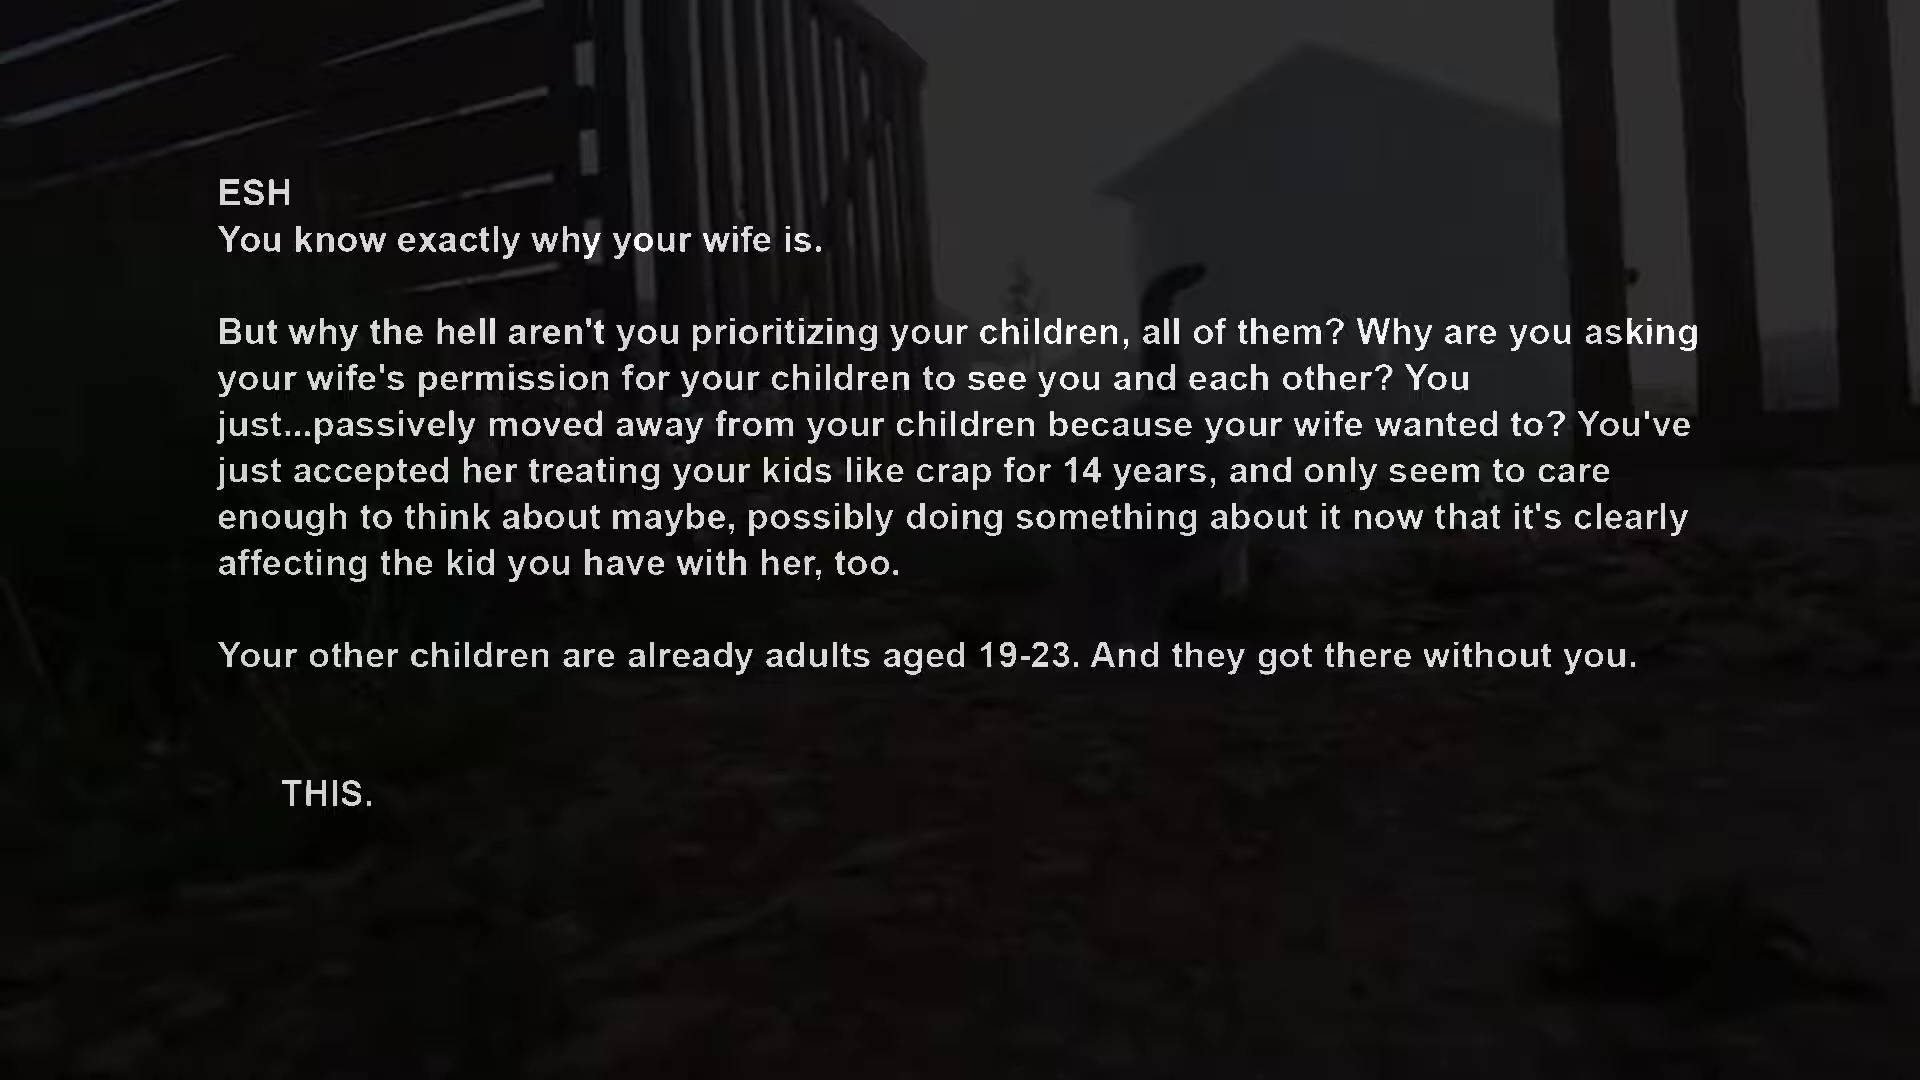 ESH
You know exactly why your wife is.
But why the hell aren't you prioritizing your children, all of them? Why are you asking
your wife's permission for your children to see you and each other? You
just...passively moved away from your children because your wife wanted to? You've
just accepted her treating your kids like crap for 14 years, and only seem to care
enough to think about maybe, possibly doing something about it now that it's clearly
affecting the kid you have with her, too.
Your other children are already adults aged 19-23. And they got there without you.
THIS.